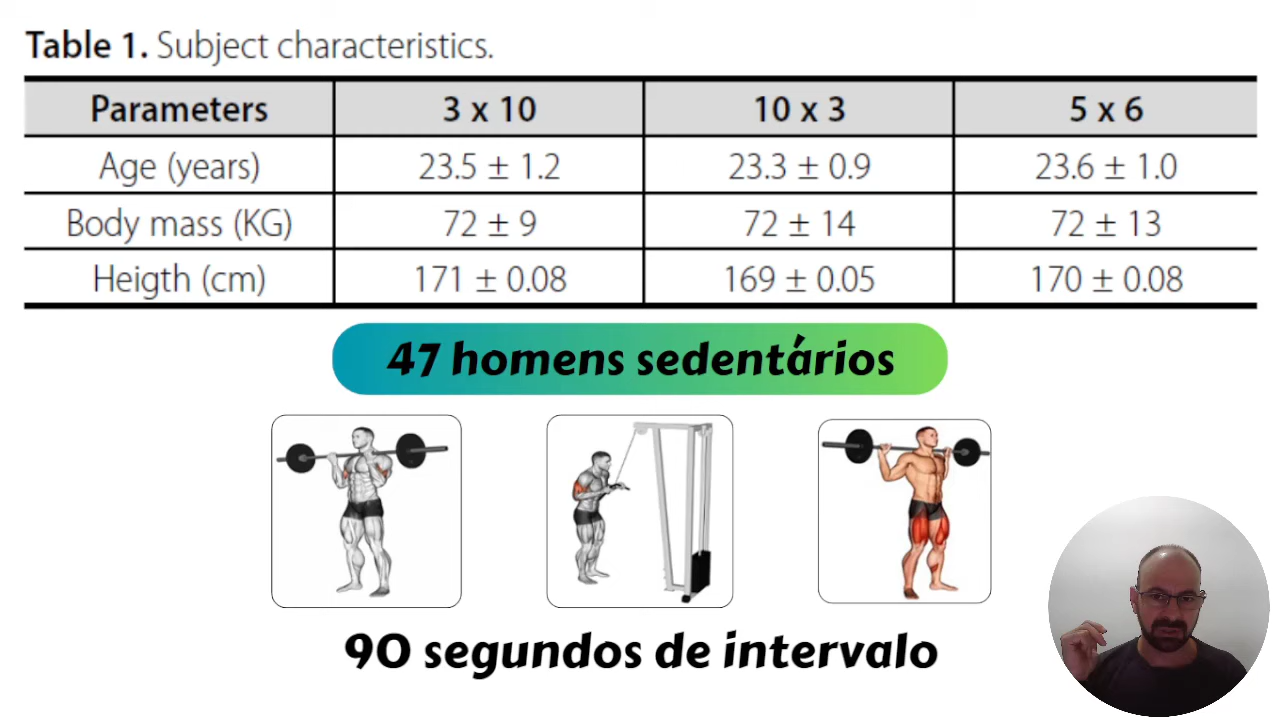 Table 1. Subject characteristics.
Parameters 3 x 10 10 x 3 5 x 6
Age (years) 23.5 ± 1.2 23.3 ± 0.9 23.6 ± 1.0
Body mass (KG) 72 ± 9 72 ± 14 72 ± 13
Heigth (cm) 171 ± 0.08 169 ± 0.05 170 ± 0.08
47 homens sedentários
90 segundos de intervalo